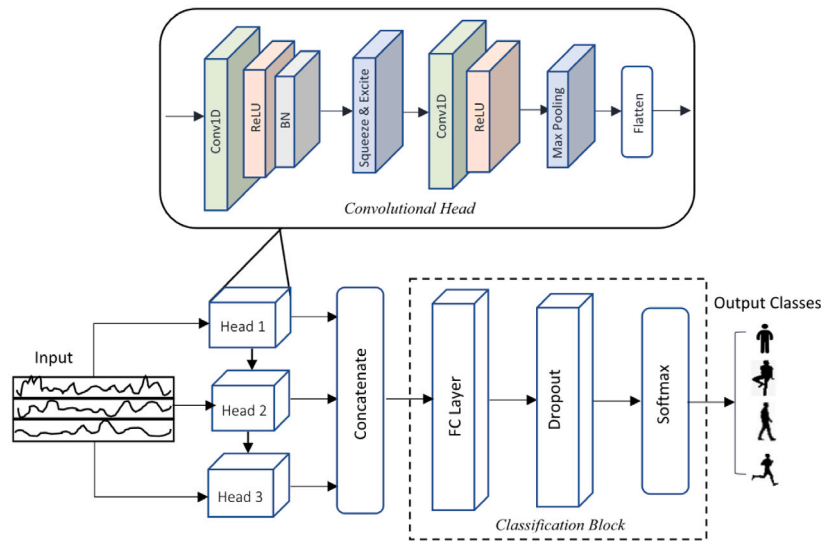 Conv1D
ReLU
BN
Squeeze & Excite
Conv1D
ReLU
Max Pooling
Flatten
Convolutional Head
Input
Head 1
Head 2
Head 3
Concatenate
FC Layer
Dropout
Softmax
Classification Block
Output Classes